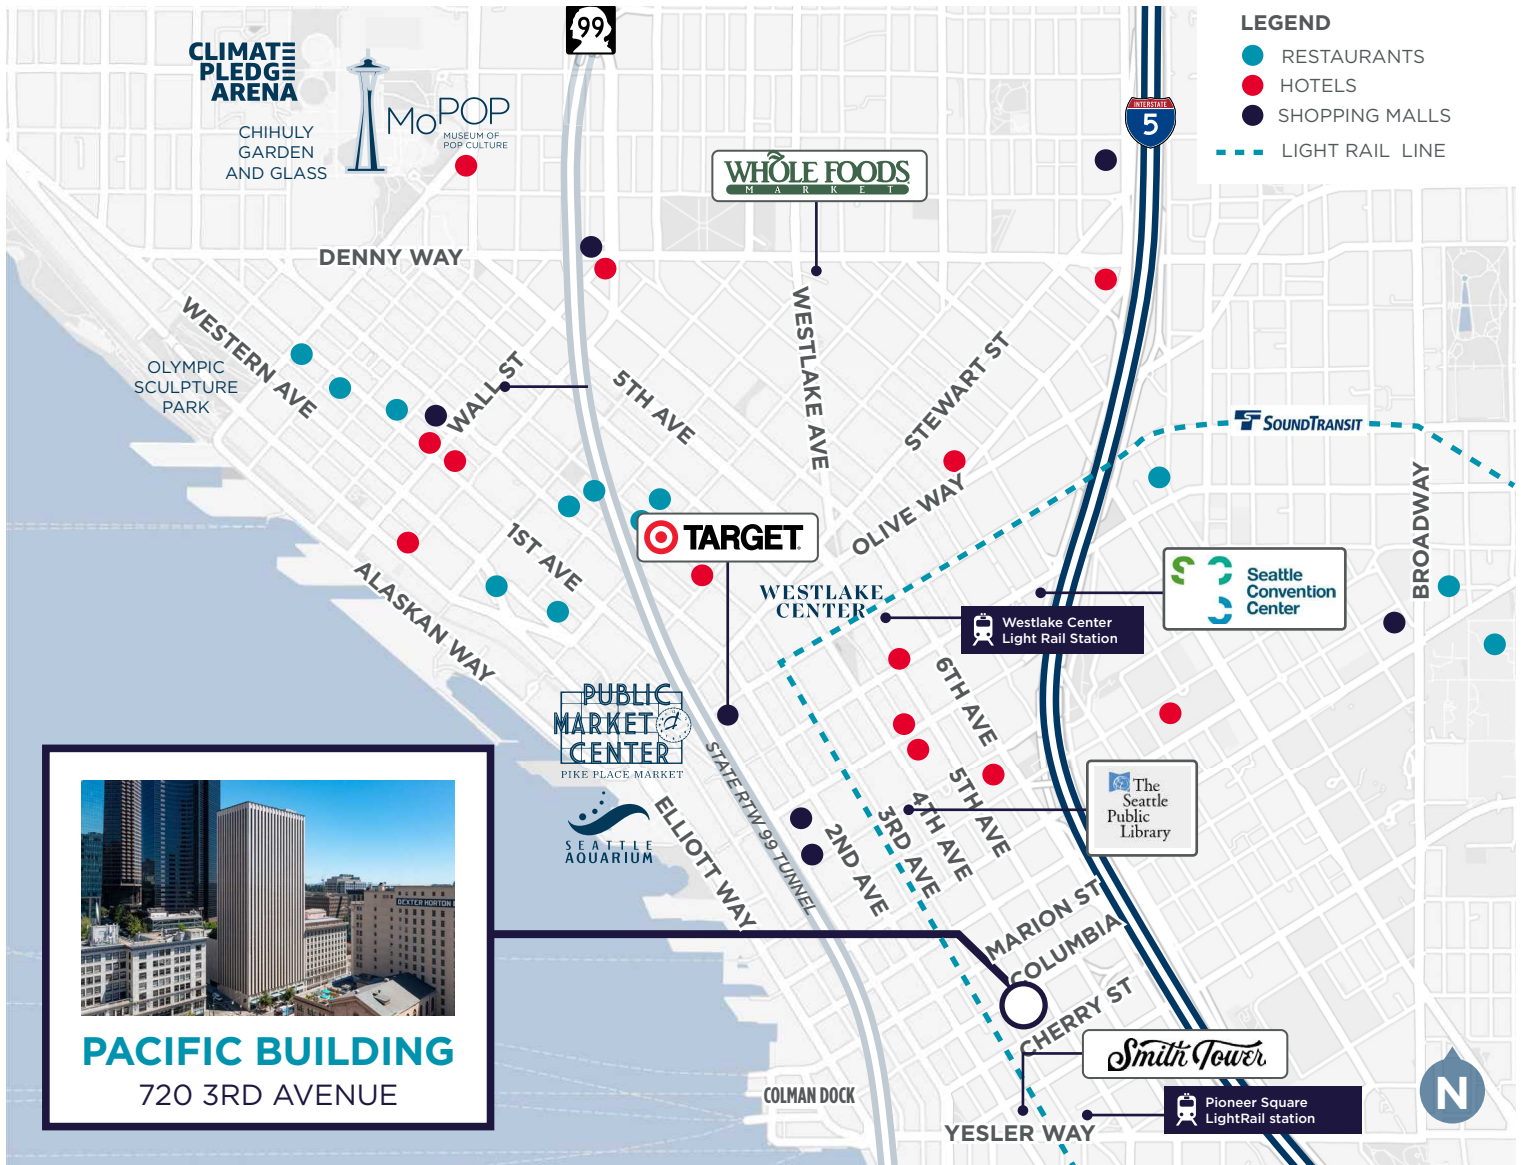 99
CLIMATE
PLEDGE
ARENA
CHIHULY
GARDEN
AND GLASS
MOPOP
MUSEUM OF
POP CULTURE
WHOLE FOODS
MARKET
INTERSTATE
5
LEGEND
RESTAURANTS
HOTELS
SHOPPING MALLS
LIGHT RAIL LINE
DENNY WAY
WESTERN AVE
OLYMPIC
SCULPTURE
PARK
WALL ST
5TH AVE
WESTLAKE AVE
STEWART ST
SOUNDTRANSIT
OLIVE WAY
BROADWAY
1ST AVE
TARGET
ALASKAN WAY
WESTLAKE
CENTER
Seattle
Convention
Center
Westlake Center
Light Rail Station
6TH AVE
PUBLIC
MARKET
CENTER
PIKE PLACE MARKET
STATE RTW 99 TUNNEL
SEATTLE
AQUARIUM
ELLIOTT WAY
2ND AVE
3RD AVE
4TH AVE
5TH AVE
The
Seattle
Public
Library
MARION ST
COLUMBIA
CHERRY ST
DEXTER HORTON
PACIFIC BUILDING
720 3RD AVENUE
Smith Tower
COLMAN DOCK
Pioneer Square
LightRail station
YESLER WAY
N